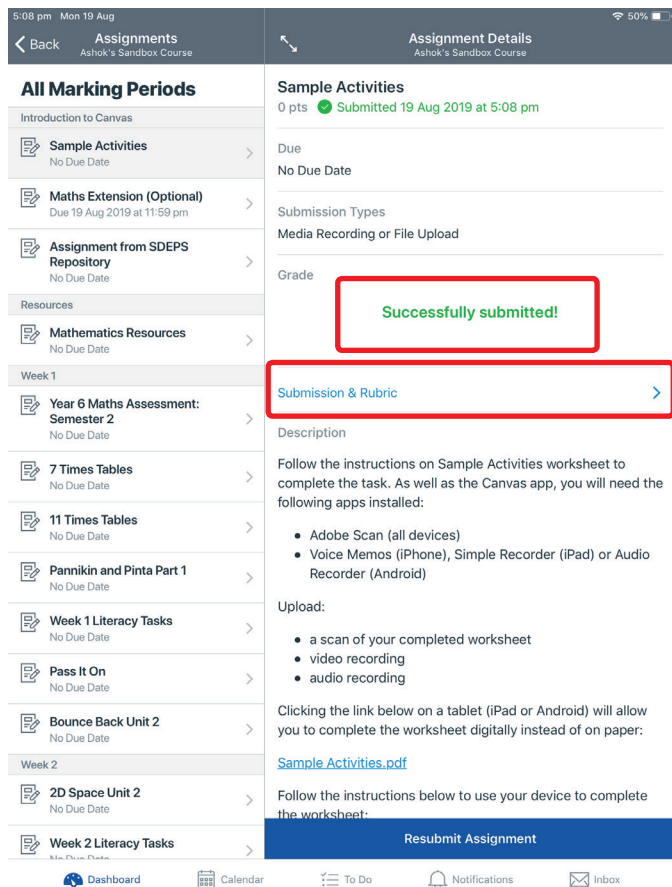 5:08 pm Mon 19 Aug
50%
Back
Assignments
Ashok's Sandbox Course
All Marking Periods
Introduction to Canvas
Sample Activities
No Due Date
Maths Extension (Optional)
Due 19 Aug 2019 at 11:59 pm
Assignment from SDEPS
Repository
No Due Date
Resources
Mathematics Resources
No Due Date
Week 1
Year 6 Maths Assessment:
Semester 2
No Due Date
7 Times Tables
No Due Date
11 Times Tables
No Due Date
Pannikin and Pinta Part 1
No Due Date
Week 1 Literacy Tasks
No Due Date
Pass It On
No Due Date
Bounce Back Unit 2
No Due Date
Week 2
2D Space Unit 2
No Due Date
Week 2 Literacy Tasks
No Due Date
Assignment Details
Ashok's Sandbox Course
Sample Activities
0 pts Submitted 19 Aug 2019 at 5:08 pm
Due
No Due Date
Submission Types
Media Recording or File Upload
Grade
Successfully submitted!
Submission & Rubric
Description
Follow the instructions on Sample Activities worksheet to
complete the task. As well as the Canvas app, you will need the
following apps installed:
• Adobe Scan (all devices)
• Voice Memos (iPhone), Simple Recorder (iPad) or Audio
Recorder (Android)
Upload:
• a scan of your completed worksheet
• video recording
• audio recording
Clicking the link below on a tablet (iPad or Android) will allow
you to complete the worksheet digitally instead of on paper:
Sample Activities.pdf
Follow the instructions below to use your device to complete
the worksheet:
Resubmit Assignment
Dashboard
Calendar
To Do
Notifications
Inbox